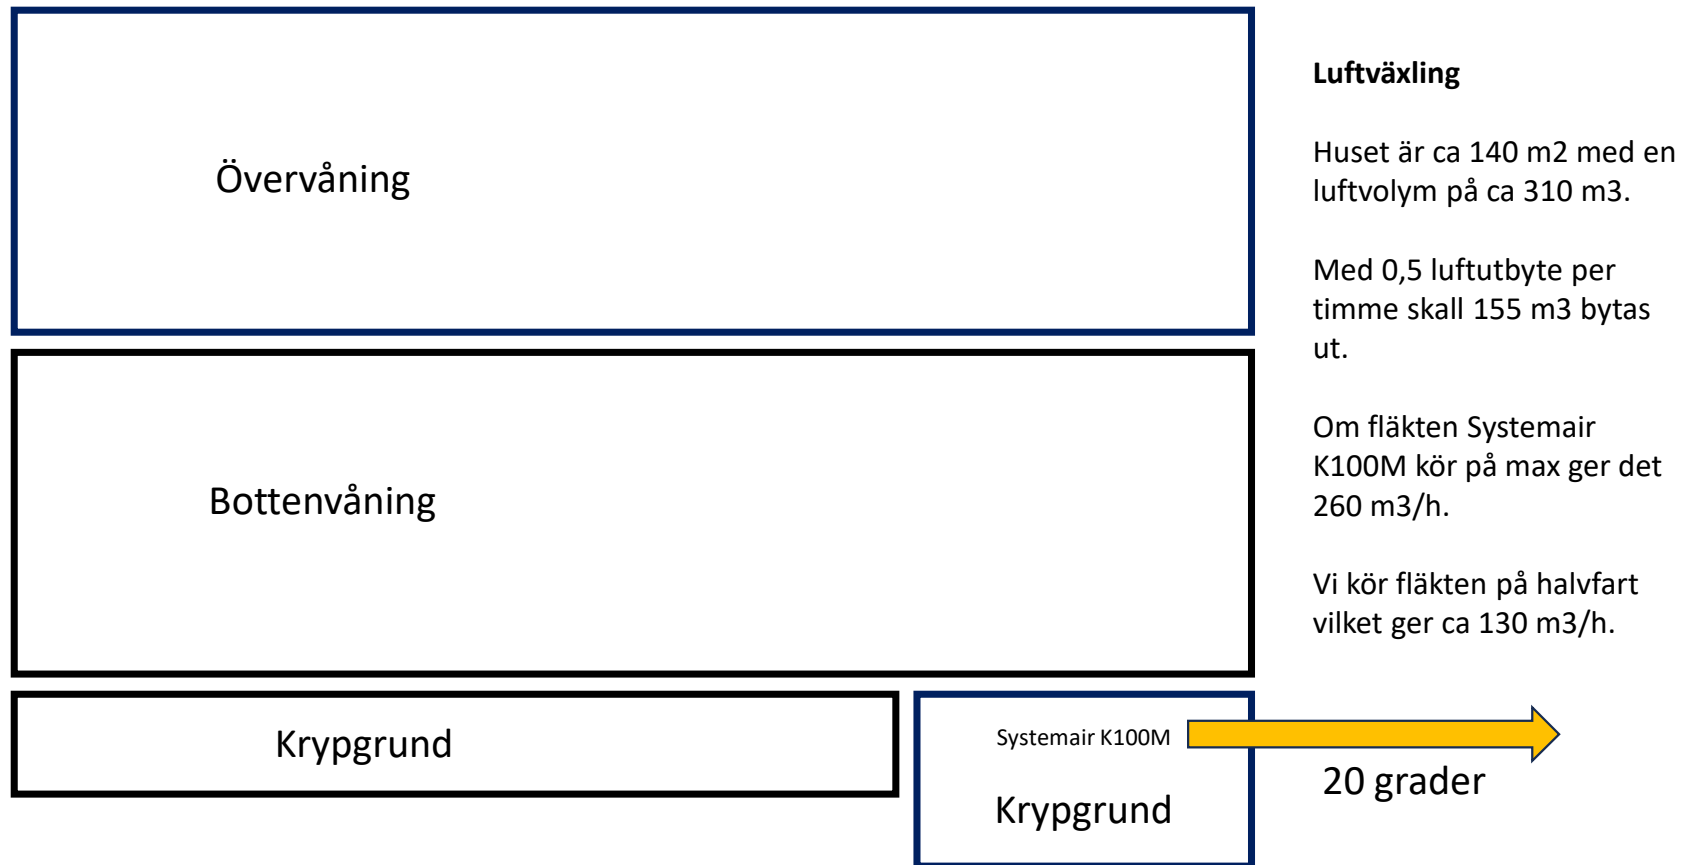 Övervåning
Bottenvåning
Krypgrund
Systemair K100M
Krypgrund
20 grader
Luftväxling
Huset är ca 140 m2 med en
luftvolym på ca 310 m3.
Med 0,5 luftutbyte per
timme skall 155 m3 bytas
ut.
Om fläkten Systemair
K100M kör på max ger det
260 m3/h.
Vi kör fläkten på halvfart
vilket ger ca 130 m3/h.